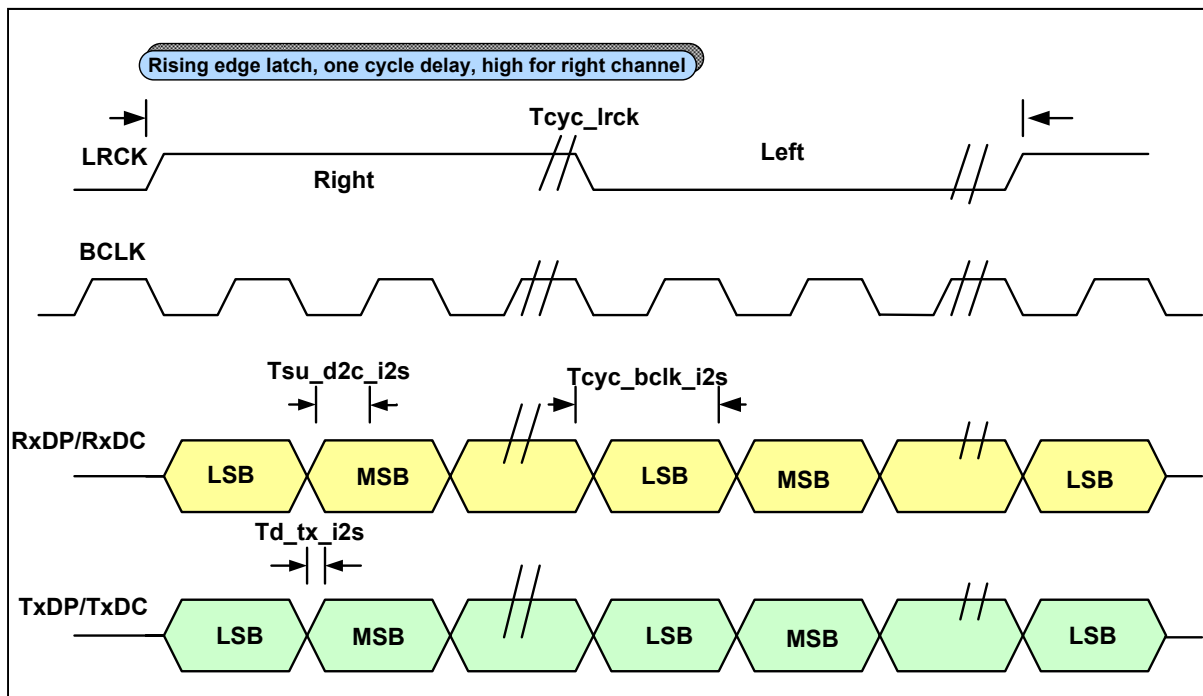 Rising edge latch, one cycle delay, high for right channel
Tcyc_lrck
LRCK
Right
Left
BCLK
Tsu_d2c_i2s
Tcyc_bclk_i2s
RxDP/RxDC
LSB
MSB
LSB
MSB
LSB
Td_tx_i2s
TxDP/TxDC
LSB
MSB
LSB
MSB
LSB